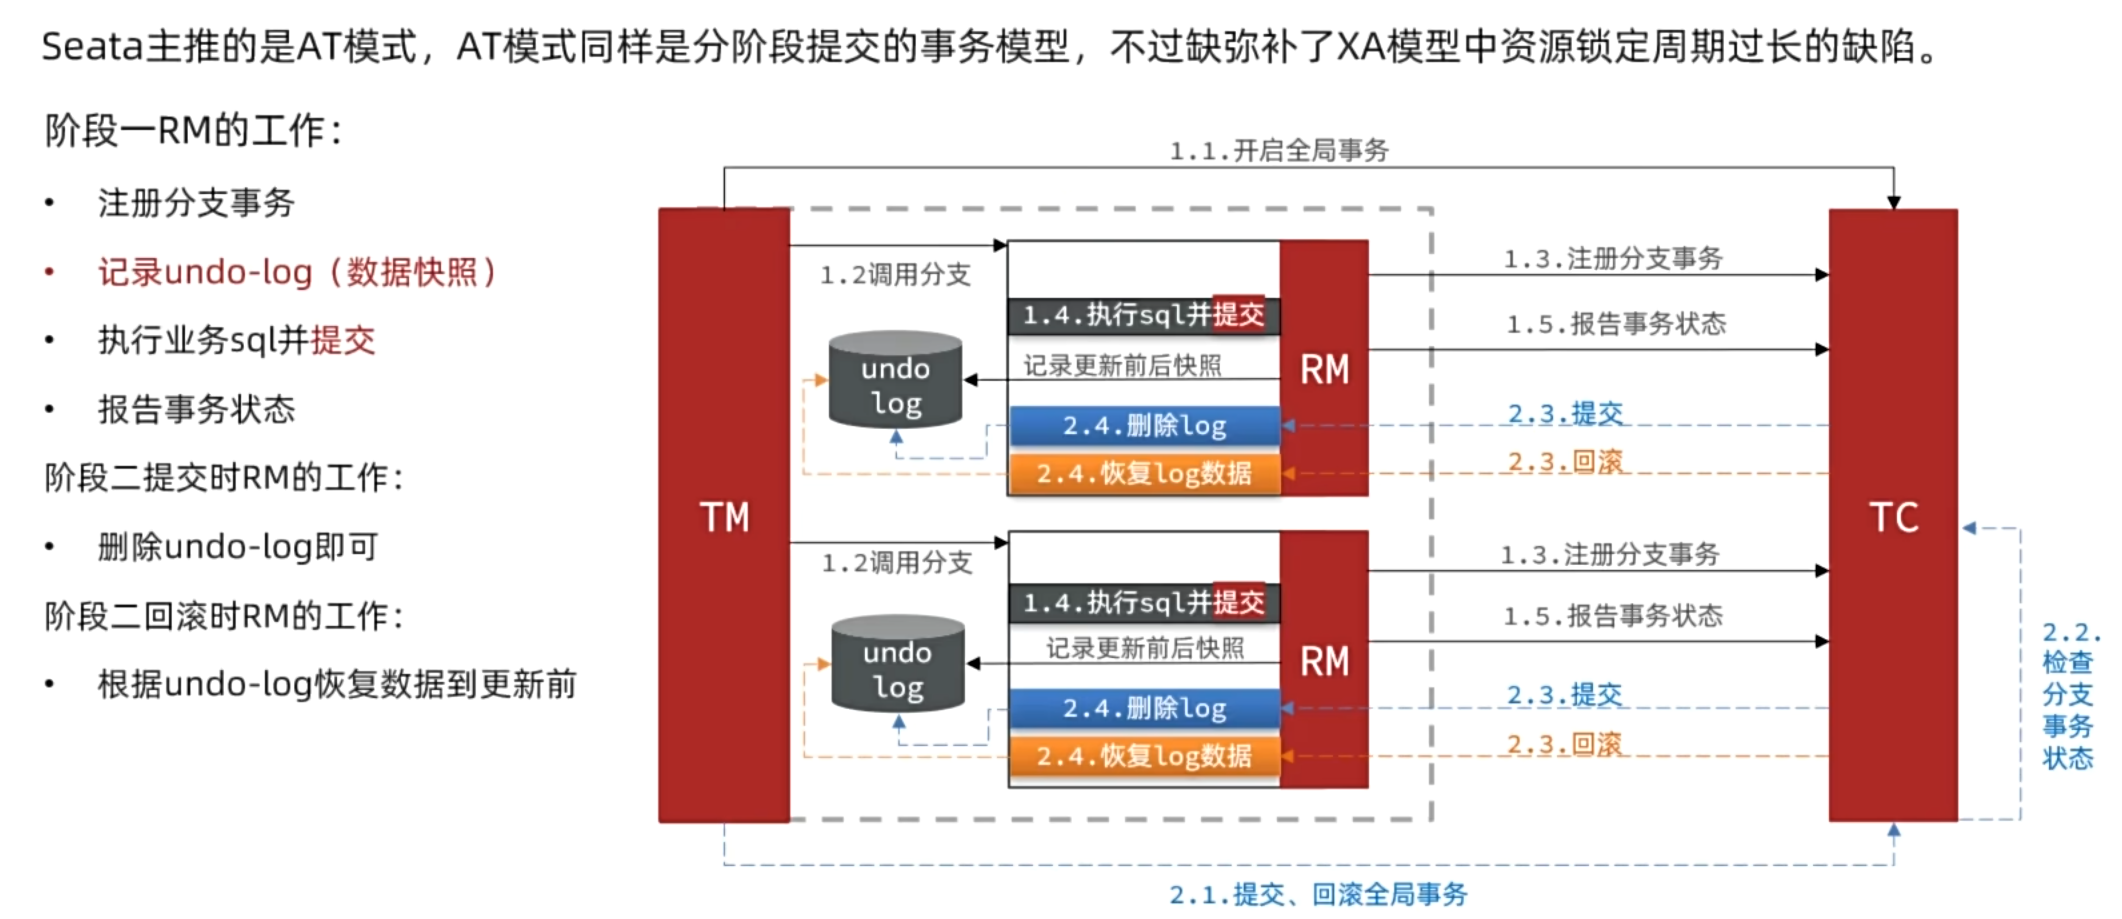 Seata主推的是AT模式，AT模式同样是分阶段提交的事务模型，不过缺弥补了XA模型中资源锁定周期过长的缺陷。
阶段一RM的工作：
• 注册分支事务
• 记录undo-log（数据快照）
• 执行业务sql并提交
• 报告事务状态
阶段二提交时RM的工作：
• 删除undo-log即可
阶段二回滚时RM的工作：
• 根据undo-log恢复数据到更新前
1.1.开启全局事务
TM
1.2调用分支
1.4.执行sql并提交
记录更新前后快照
undo
log
2.4.删除log
2.4.恢复log数据
RM
1.3.注册分支事务
1.5.报告事务状态
2.3.提交
2.3.回滚
1.2调用分支
1.4.执行sql并提交
记录更新前后快照
undo
log
2.4.删除log
2.4.恢复log数据
RM
1.3.注册分支事务
1.5.报告事务状态
2.3.提交
2.3.回滚
TC
2.2.
检查
分支
事务
状态
2.1.提交、回滚全局事务